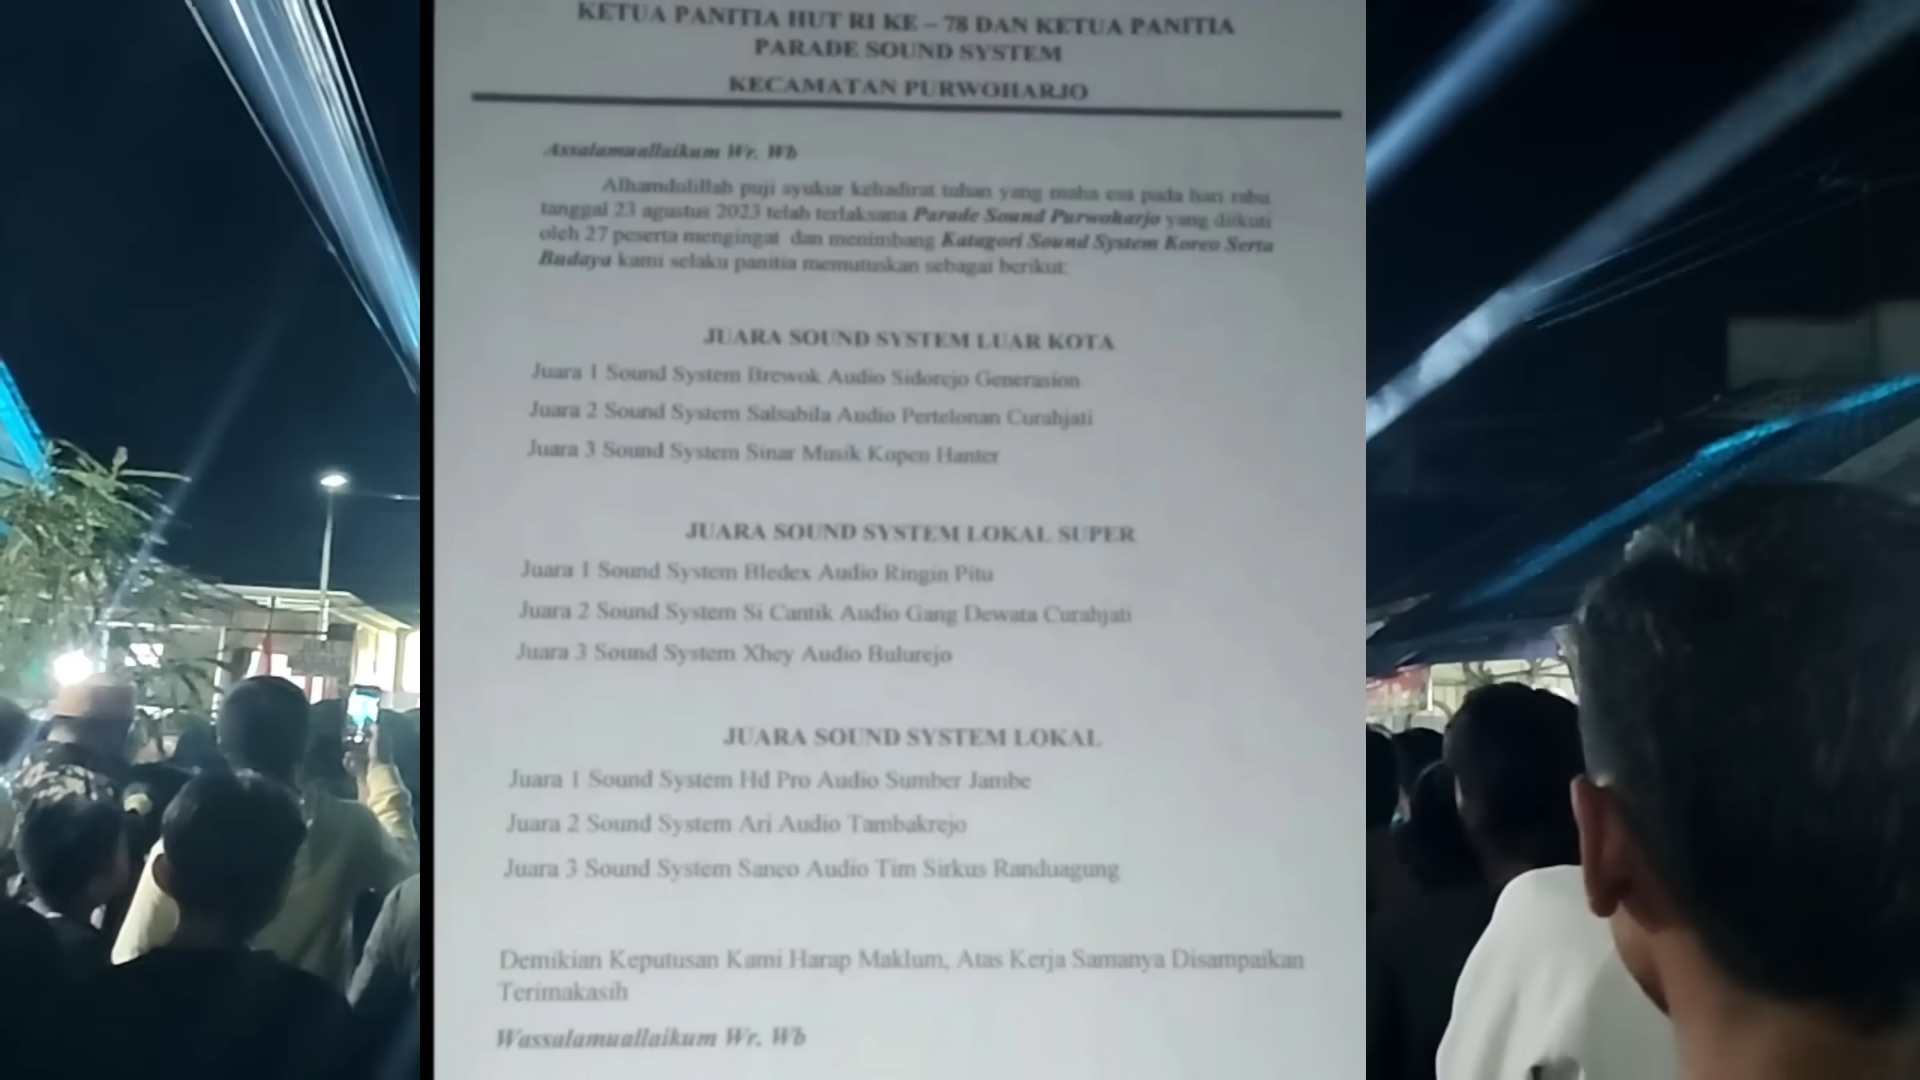 KETUA PANITIA HUT RI KE – 78 DAN KETUA PANITIA
PARADE SOUND SYSTEM
KECAMATAN PURWOHARJO
Assalamuallaikum Wr. Wb
Alhamdulillah puji syukur kehadirat tuhan yang maha esa pada hari rabu
tanggal 23 agustus 2023 telah terlaksana Parade Sound Purwoharjo yang diikuti
oleh 27 peserta mengingat dan menimbang Katagori Sound System Koreo Serta
Budaya kami selaku panitia memutuskan sebagai berikut:
JUARA SOUND SYSTEM LUAR KOTA
Juara 1 Sound System Brewok Audio Sidorejo Generasion
Juara 2 Sound System Salsabila Audio Pertelonan Curahjati
Juara 3 Sound System Sinar Musik Kopen Hanter
JUARA SOUND SYSTEM LOKAL SUPER
Juara 1 Sound System Bledex Audio Ringin Pitu
Juara 2 Sound System Si Cantik Audio Gang Dewata Curahjati
Juara 3 Sound System Xhey Audio Bulurejo
JUARA SOUND SYSTEM LOKAL
Juara 1 Sound System Hd Pro Audio Sumber Jambe
Juara 2 Sound System Ari Audio Tambakrejo
Juara 3 Sound System Sanco Audio Tim Sirkus Randuagung
Demikian Keputusan Kami Harap Maklum, Atas Kerja Samanya Disampaikan
Terimakasih
Wassalamuallaikum Wr. Wb